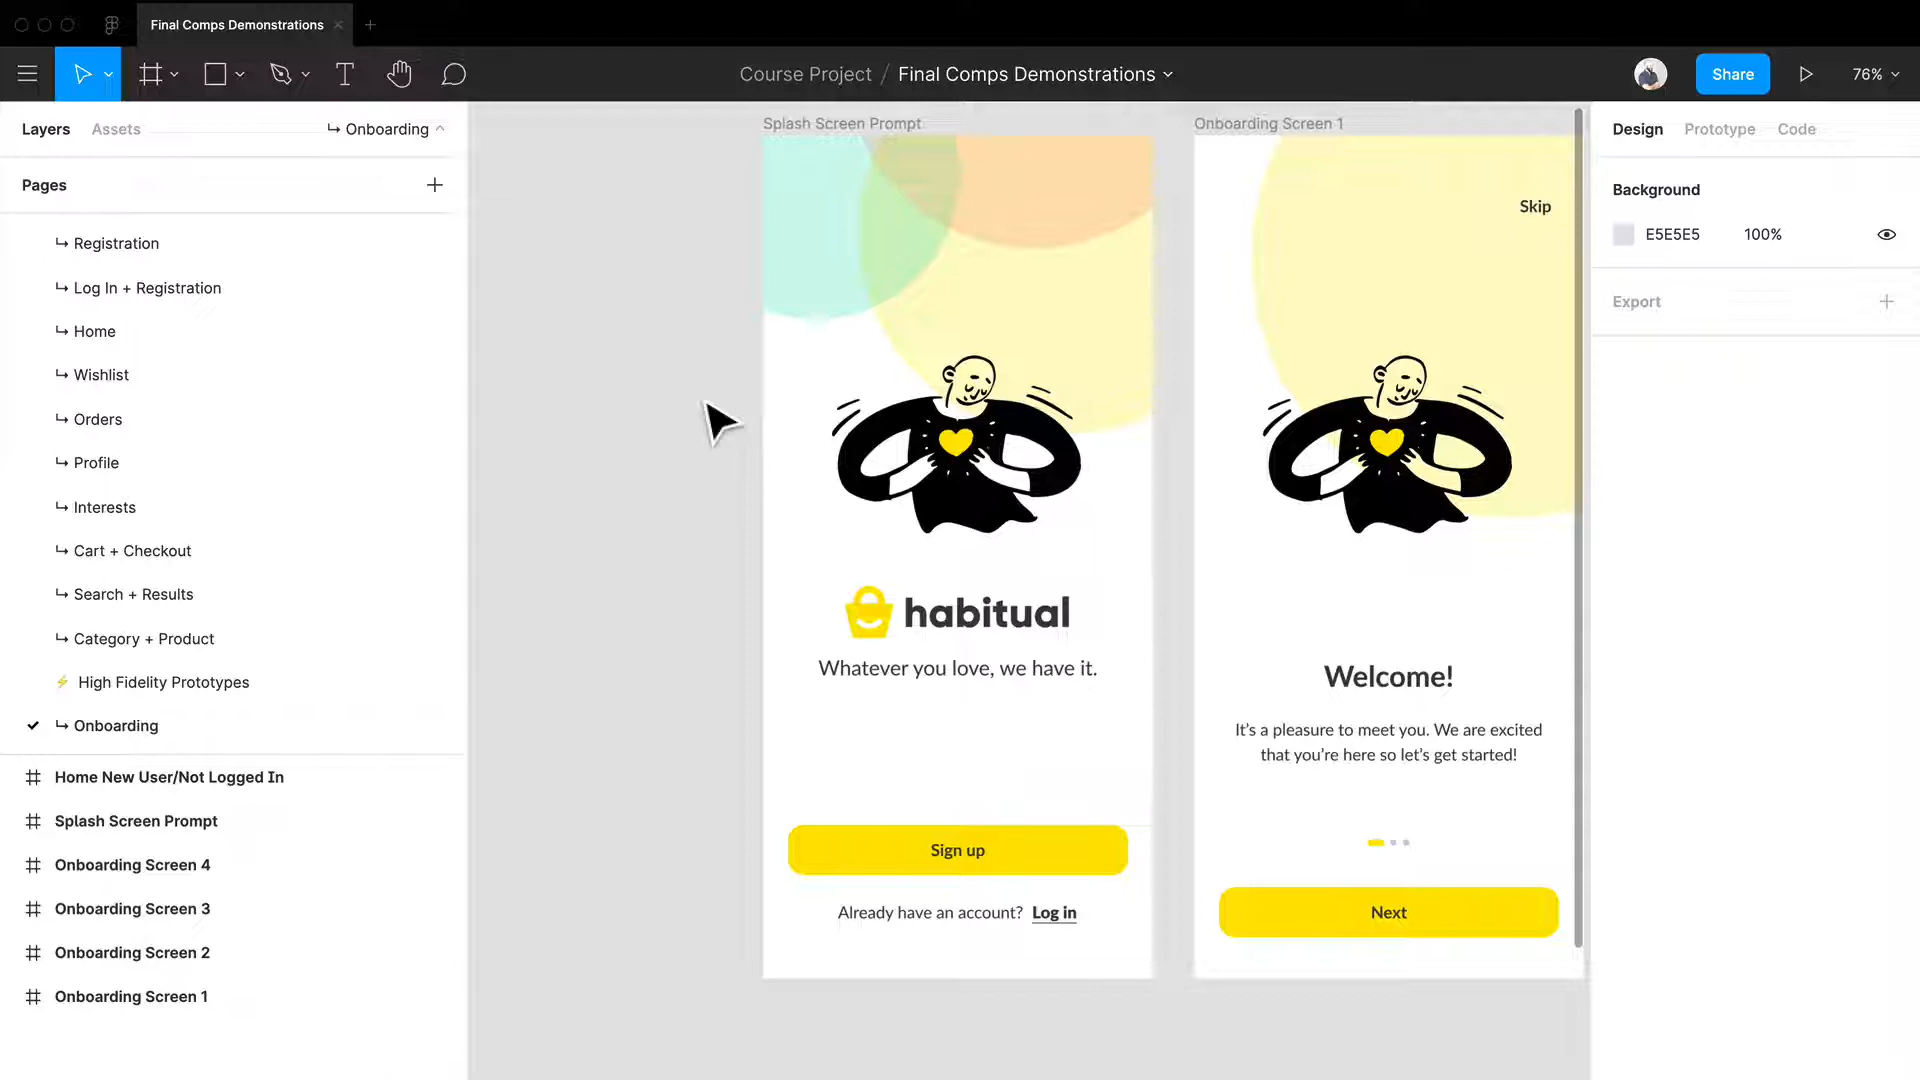 Final Comps Demonstrations
Course Project / Final Comps Demonstrations
Share
76%
Layers
Assets
↳ Onboarding
Pages
↳ Registration
↳ Log In + Registration
↳ Home
↳ Wishlist
↳ Orders
↳ Profile
↳ Interests
↳ Cart + Checkout
↳ Search + Results
↳ Category + Product
⚡ High Fidelity Prototypes
↳ Onboarding
Home New User/Not Logged In
Splash Screen Prompt
Onboarding Screen 4
Onboarding Screen 3
Onboarding Screen 2
Onboarding Screen 1
Splash Screen Prompt
habitual
Whatever you love, we have it.
Sign up
Already have an account? Log in
Onboarding Screen 1
Skip
Welcome!
It's a pleasure to meet you. We are excited
that you're here so let's get started!
Next
Design
Prototype
Code
Background
E5E5E5
100%
Export